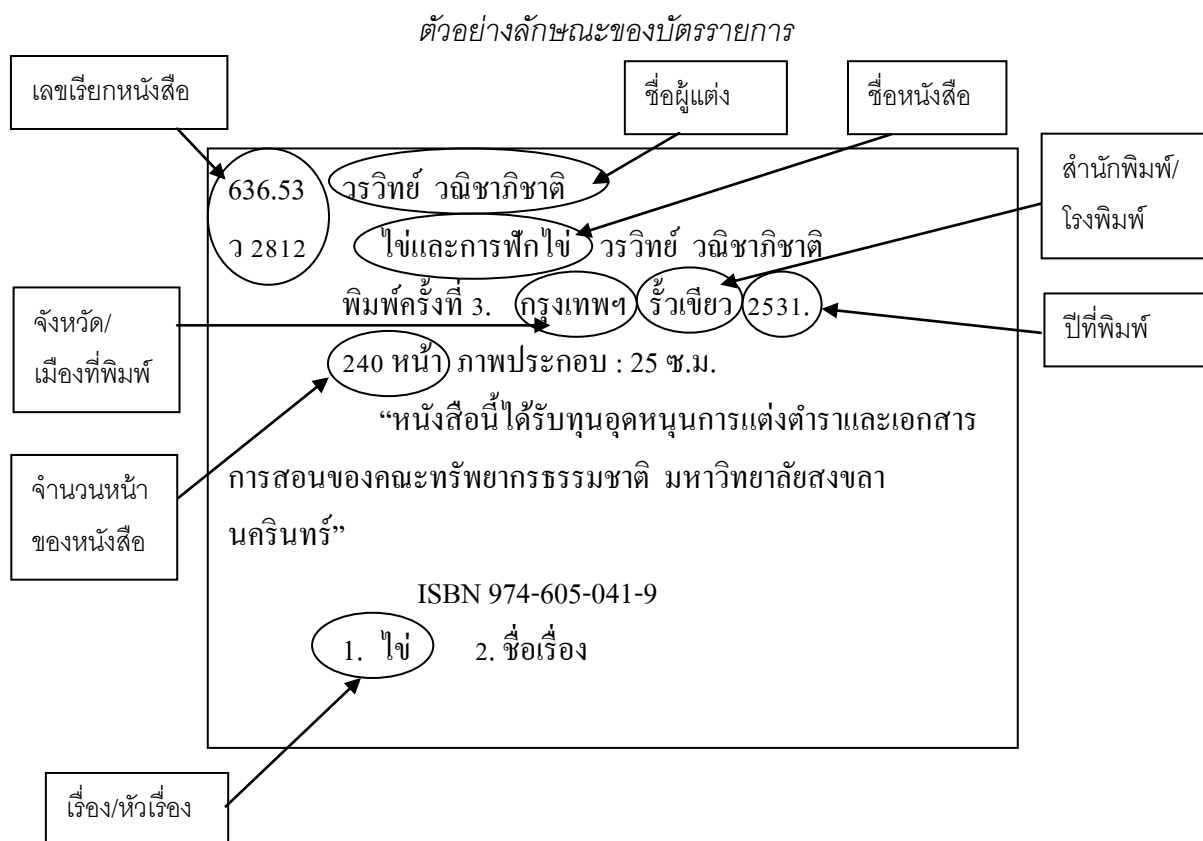 ตัวอย่างลักษณะของบัตรรายการ
เลขเรียกหนังสือ
ชื่อผู้แต่ง
ชื่อหนังสือ
สำนักพิมพ์/
โรงพิมพ์
636.53 วรวิทย์ วณิชาภิชาติ
ว 2812 ไข่และการฟักไข่ วรวิทย์ วณิชาภิชาติ
พิมพ์ครั้งที่ 3. กรุงเทพฯ รั้วเขียว 2531.
จังหวัด/
เมืองที่พิมพ์
ปีที่พิมพ์
240 หน้า ภาพประกอบ : 25 ซ.ม.
“หนังสือนี้ได้รับทุนอุดหนุนการแต่งตำราและเอกสาร
การสอนของคณะทรัพยากรธรรมชาติ มหาวิทยาลัยสงขลา
นครินทร์”
จำนวนหน้า
ของหนังสือ
ISBN 974-605-041-9
1. ไข่ 2. ชื่อเรื่อง
เรื่อง/หัวเรื่อง